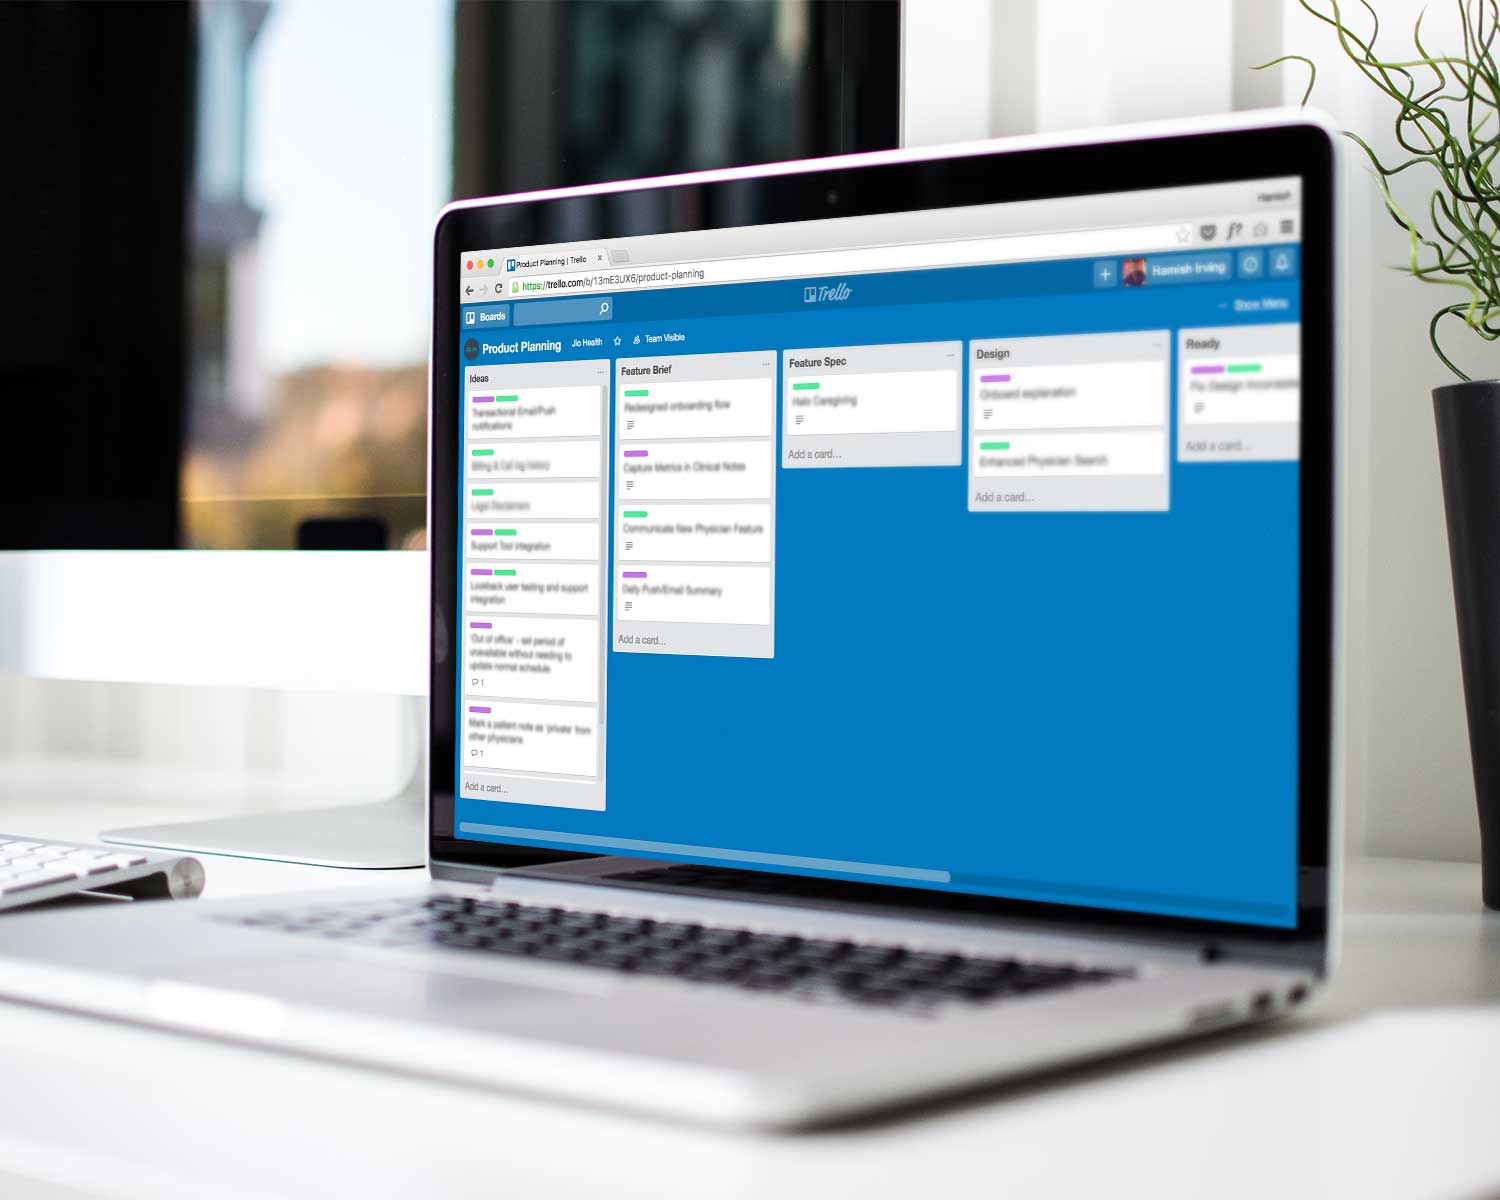 Hamish
Product Planning | Trello
https://trello.com/b/13mE3UX6/product-planning
Boards
Trello
Hamish Irving
Product Planning
Jio Health
Team Visible
Show Menu
Ideas
Transactional Email/Push
notifications
Billing & Call log history
Legal Disclaimers
Support Tool integration
Lookback user testing and support
integration
'Out of office' - set period of
unavailable without needing to
update normal schedule.
1
Mark a patient note as 'private' from
other physicians
1
Add a card...
Feature Brief
Redesigned onboarding flow
Capture Metrics in Clinical Notes
Communicate New Physician Feature
Daily Push/Email Summary
Add a card...
Feature Spec
Halo Caregiving
Add a card...
Design
Onboard explanation
Enhanced Physician Search
Add a card...
Ready
Fix Design
Add a card...